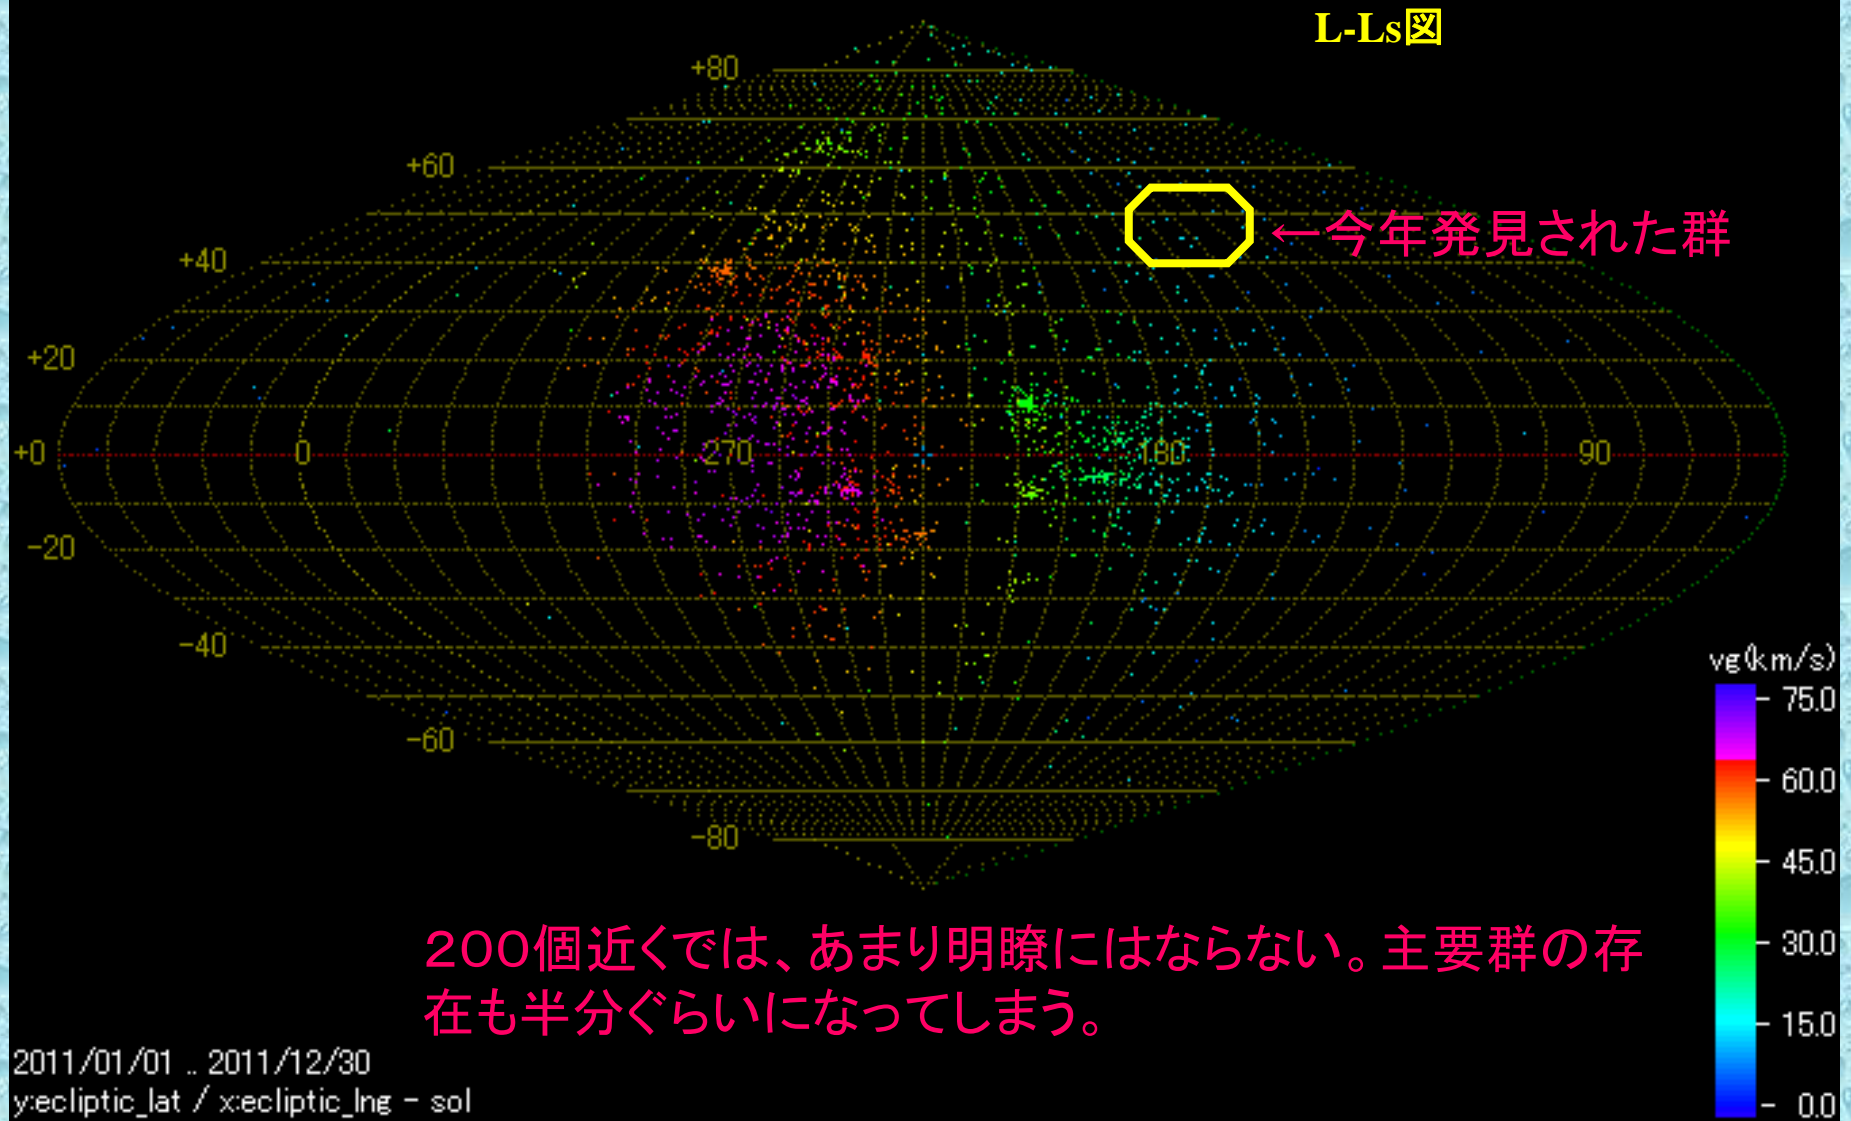 L-Ls図
+80
+60
←今年発見された群
+40
+20
+0
0
270
180
90
-20
-40
-60
-80
vg(km/s)
75.0
60.0
45.0
30.0
15.0
0.0
200個近くでは、あまり明瞭にはならない。主要群の存
在も半分ぐらいになってしまう。
2011/01/01 .. 2011/12/30
y:ecliptic_lat / x:ecliptic_lng - sol